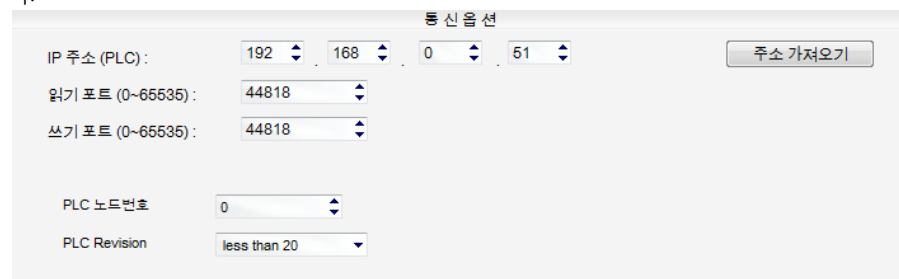 통신옵션
IP 주소 (PLC) : 192 . 168 . 0 . 51 주소 가져오기
읽기 포트 (0~65535) : 44818
쓰기 포트 (0~65535) : 44818
PLC 노드번호 0
PLC Revision less than 20